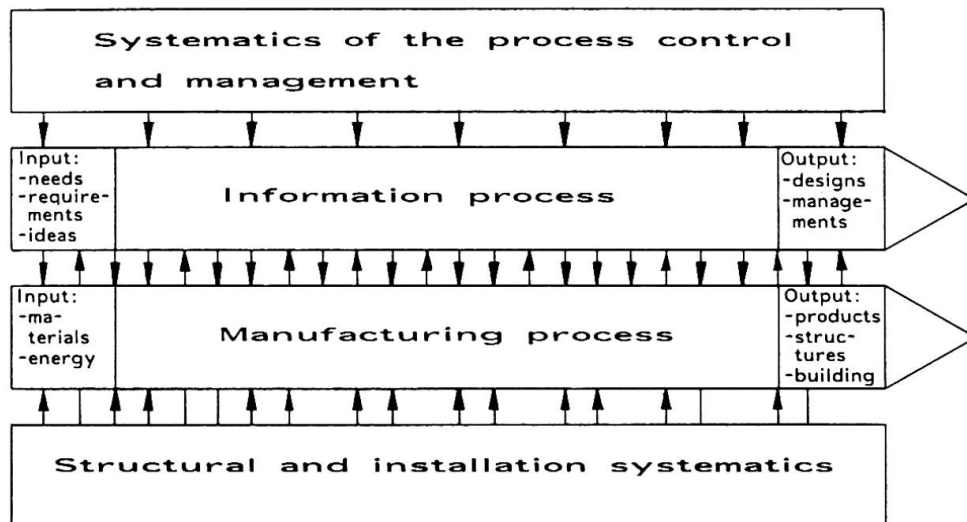 Systematics of the process control
and management
Input:
-needs
-require-
ments
-ideas
Information process
Output:
-designs
-manage-
ments
Input:
-ma-
terials
-energy
Manufacturing process
Output:
-products
-struc-
tures
-building
Structural and installation systematics